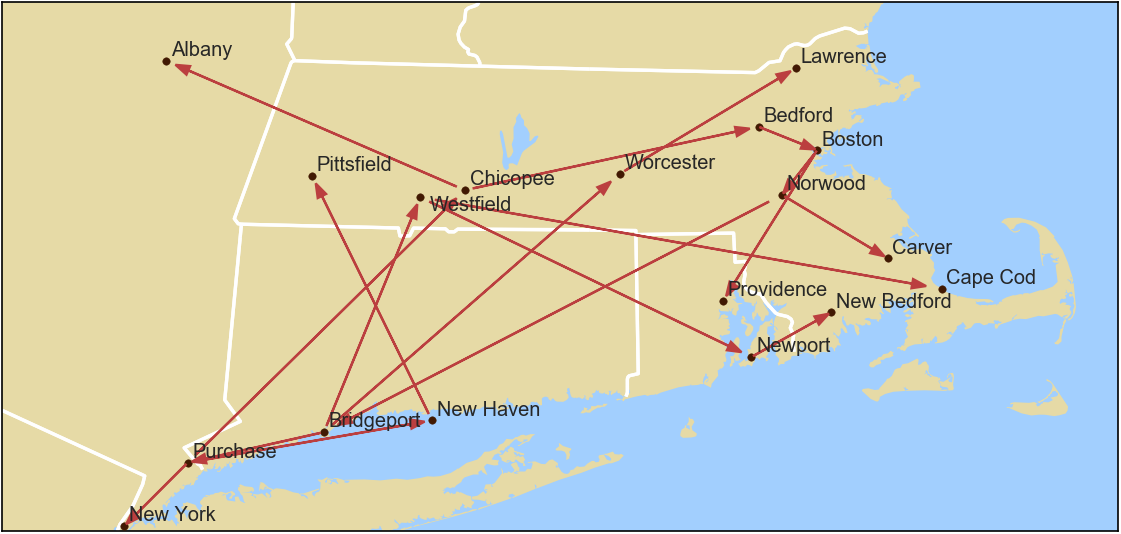 Albany
Lawrence
Bedford
Boston
Pittsfield
Chicopee
Worcester
Norwood
Westfield
Carver
Cape Cod
Providence
New Bedford
Newport
New Haven
Bridgeport
Purchase
New York